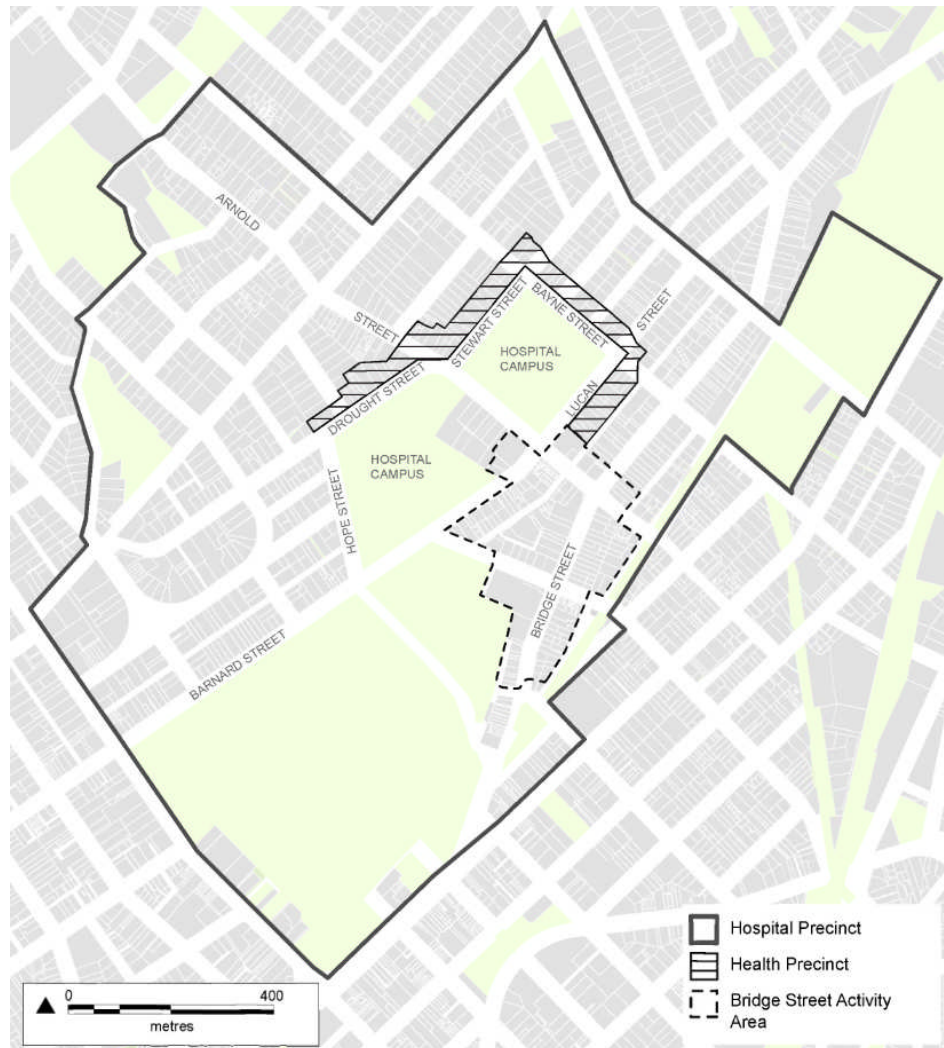 ARNOLD
STREET
STEWART STREET
BAYNE STREET
STREET
HOSPITAL
CAMPUS
LUCAN
DROUGHT STREET
HOSPITAL
CAMPUS
HOPE STREET
BRIDGE STREET
BARNARD STREET
Hospital Precinct
Health Precinct
Bridge Street Activity
Area
0 400
metres